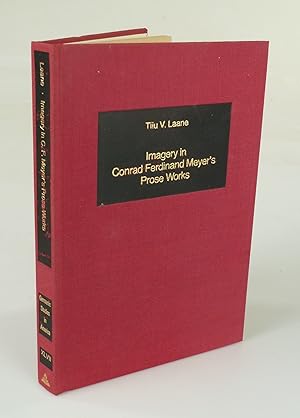 Tiiu V. Laane
Imagery in
Conrad Ferdinand Meyer's
Prose Works
Laane · Imagery in C. F. Meyer's Prose Works
Germanic
Studies
in
America
XLVII